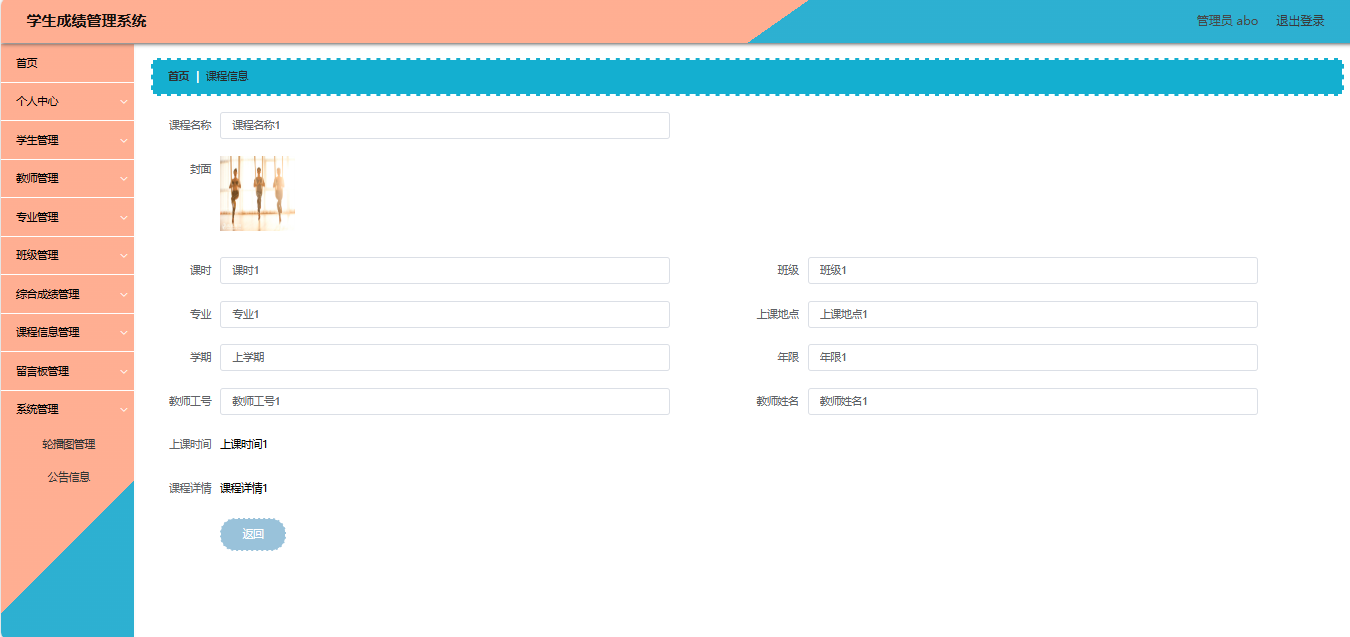 学生成绩管理系统
管理员 abo 退出登录
首页
个人中心
学生管理
教师管理
专业管理
班级管理
综合成绩管理
课程信息管理
留言板管理
系统管理
轮播图管理
公告信息
首页 | 课程信息
课程名称 课程名称1
封面
课时 课时1 班级 班级1
专业 专业1 上课地点 上课地点1
学期 上学期 年限 年限1
教师工号 教师工号1 教师姓名 教师姓名1
上课时间 上课时间1
课程详情 课程详情1
返回